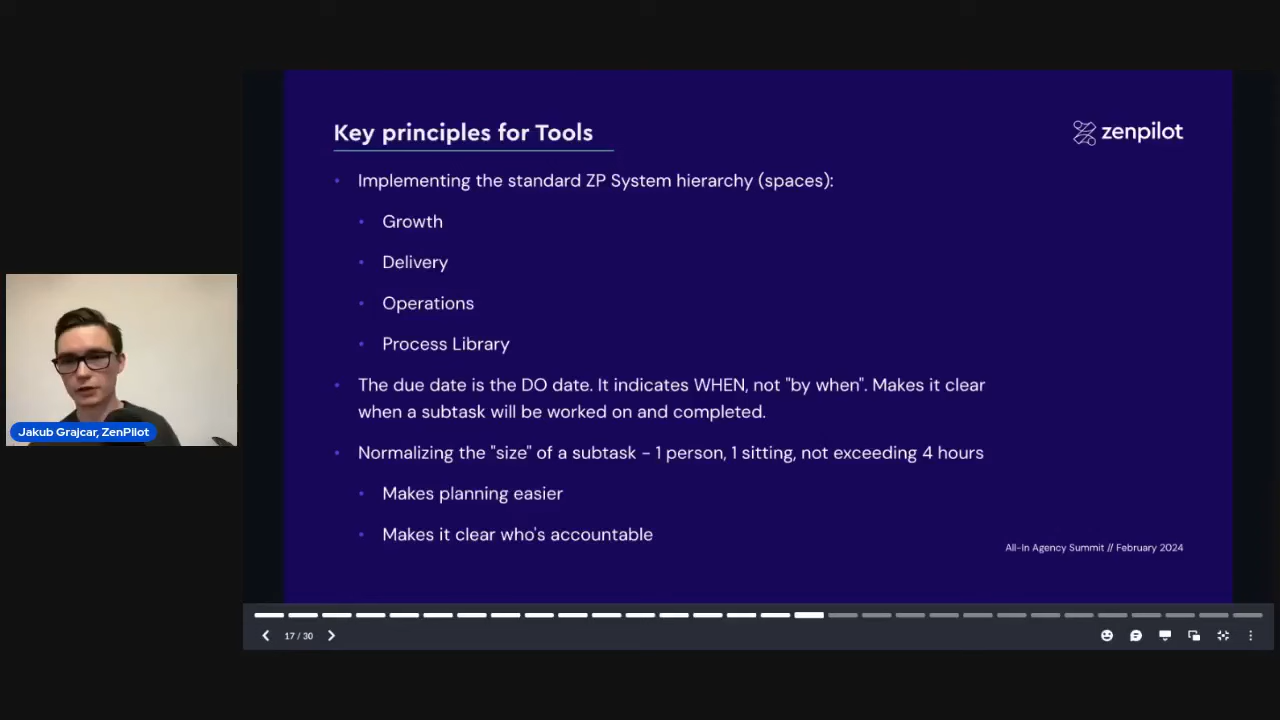 Key principles for Tools
zenpilot
• Implementing the standard ZP System hierarchy (spaces):
• Growth
• Delivery
• Operations
• Process Library
• The due date is the DO date. It indicates WHEN, not "by when". Makes it clear
when a subtask will be worked on and completed.
• Normalizing the "size" of a subtask - 1 person, 1 sitting, not exceeding 4 hours
• Makes planning easier
• Makes it clear who's accountable
All-In Agency Summit // February 2024
Jakub Grajcar, ZenPilot
17 / 30